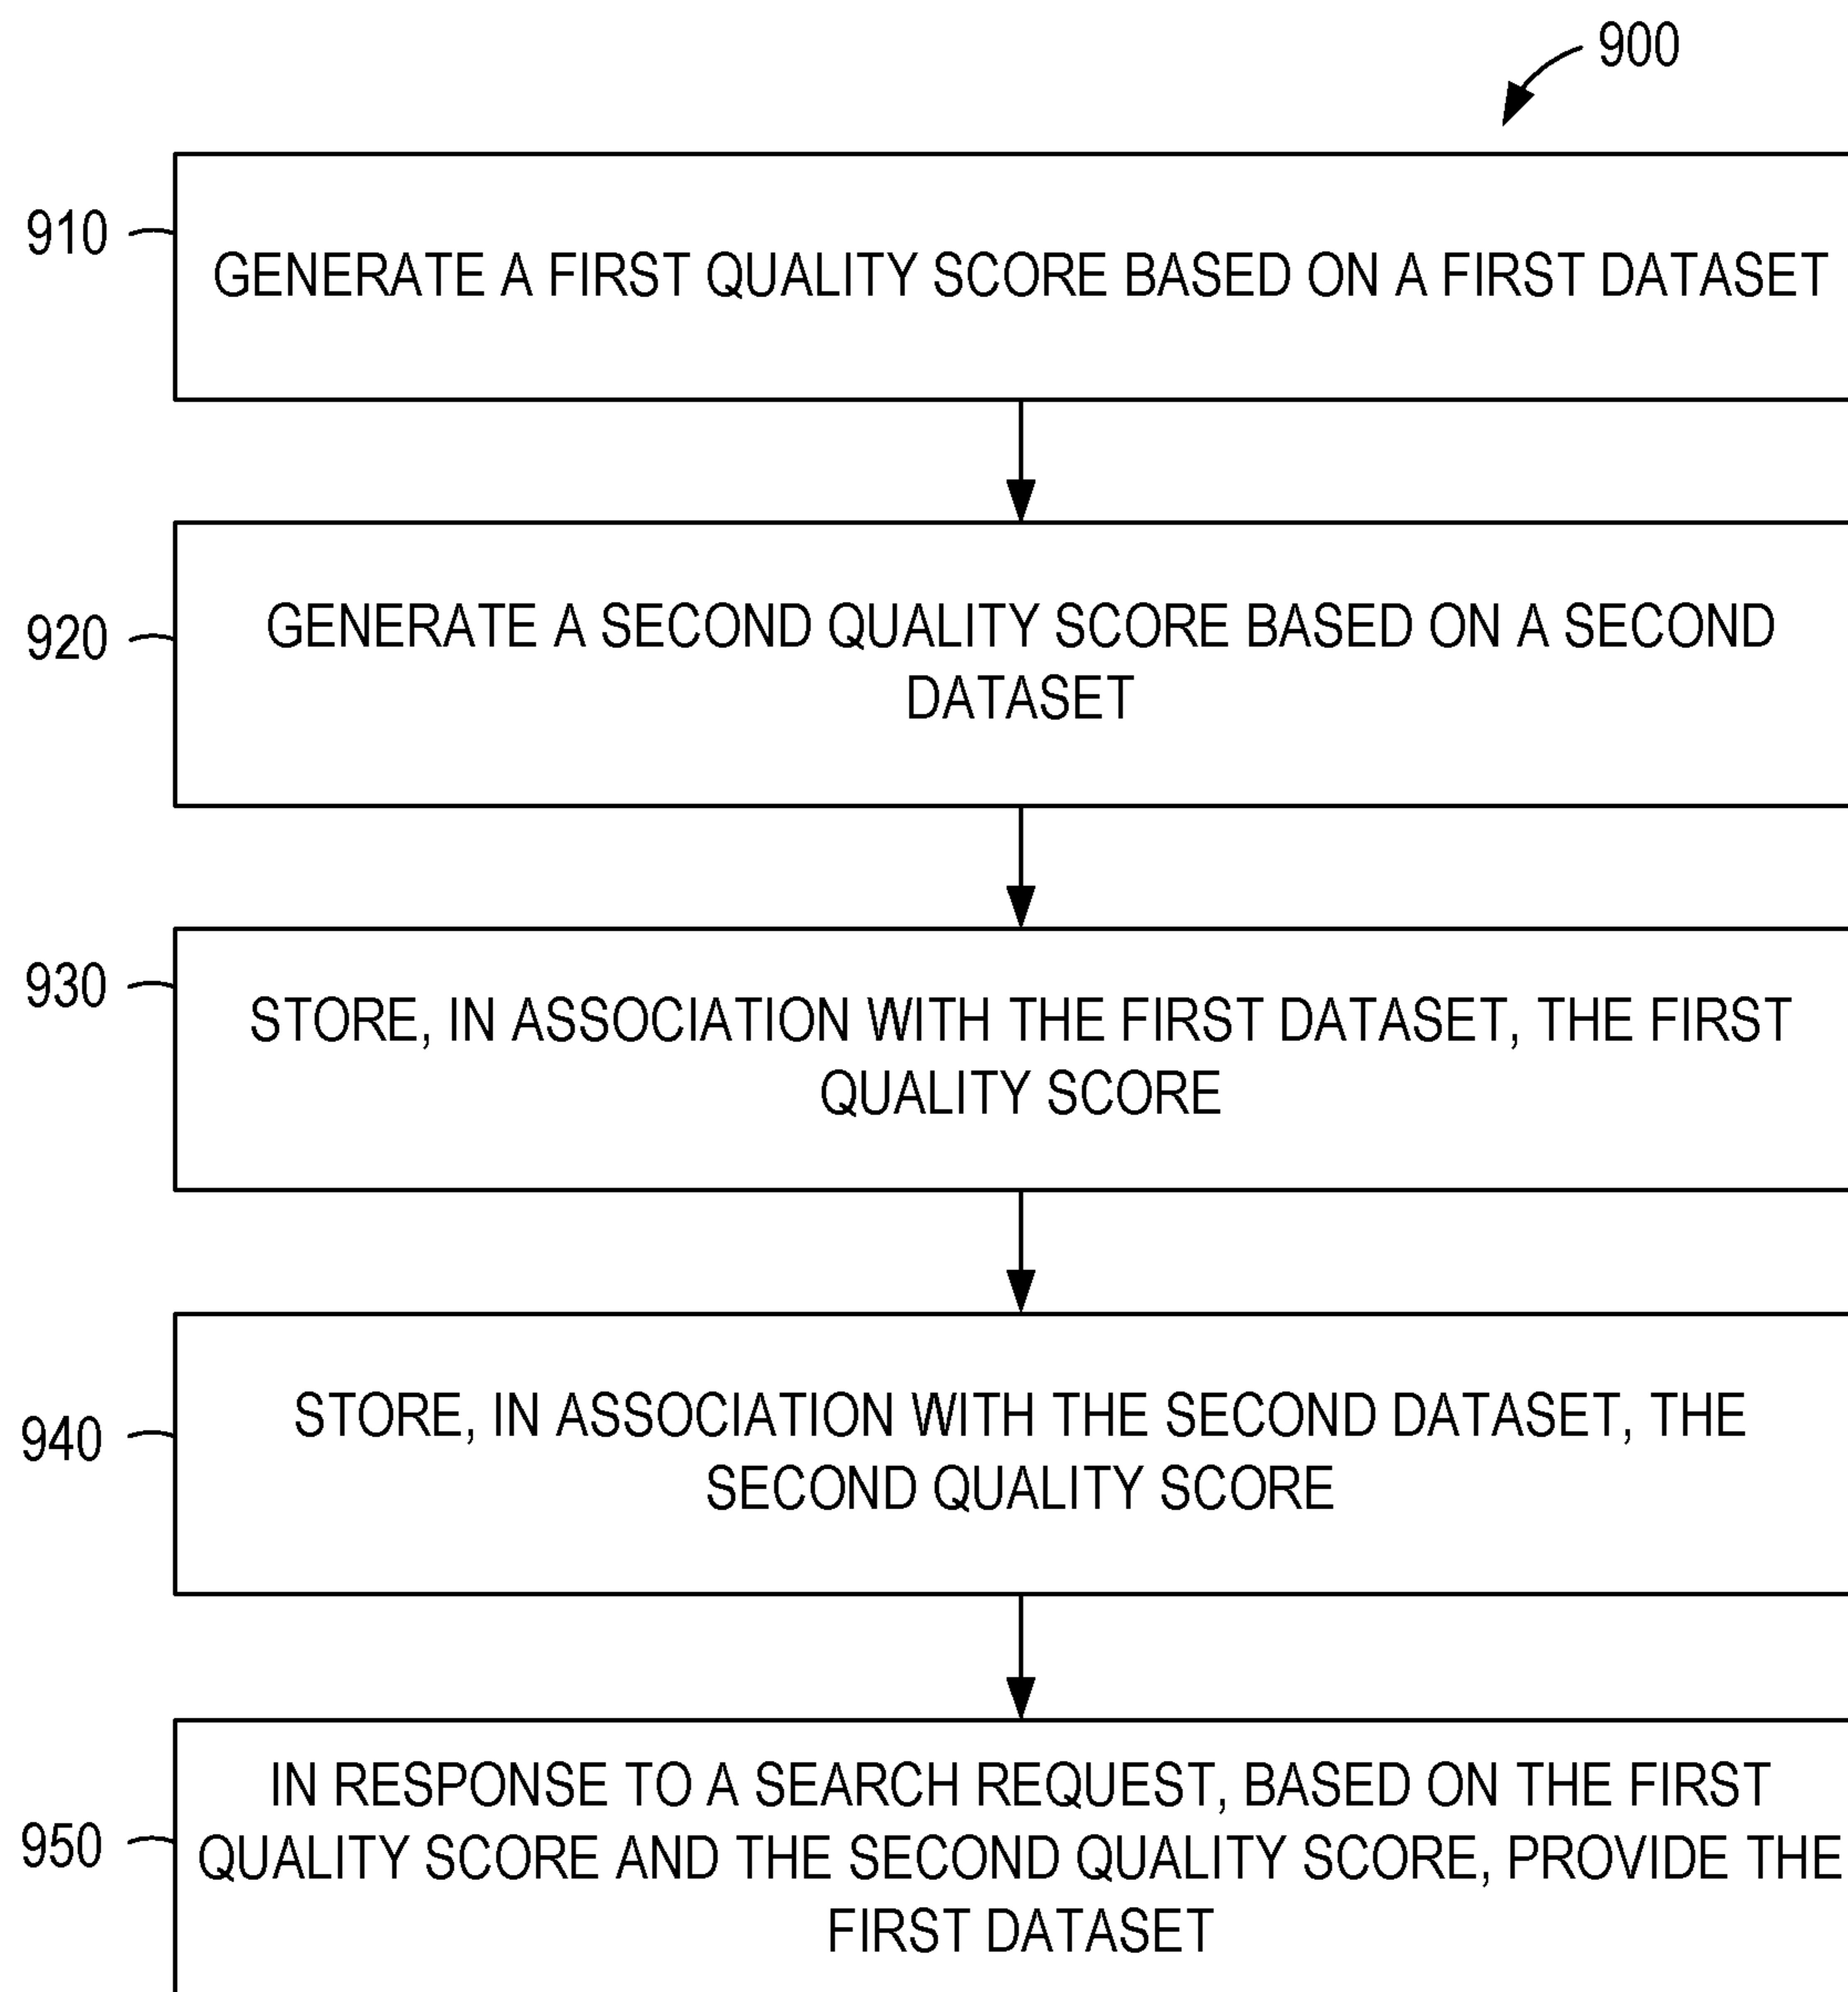 900
910
GENERATE A FIRST QUALITY SCORE BASED ON A FIRST DATASET
920
GENERATE A SECOND QUALITY SCORE BASED ON A SECOND
DATASET
930
STORE, IN ASSOCIATION WITH THE FIRST DATASET, THE FIRST
QUALITY SCORE
940
STORE, IN ASSOCIATION WITH THE SECOND DATASET, THE
SECOND QUALITY SCORE
950
IN RESPONSE TO A SEARCH REQUEST, BASED ON THE FIRST
QUALITY SCORE AND THE SECOND QUALITY SCORE, PROVIDE THE
FIRST DATASET